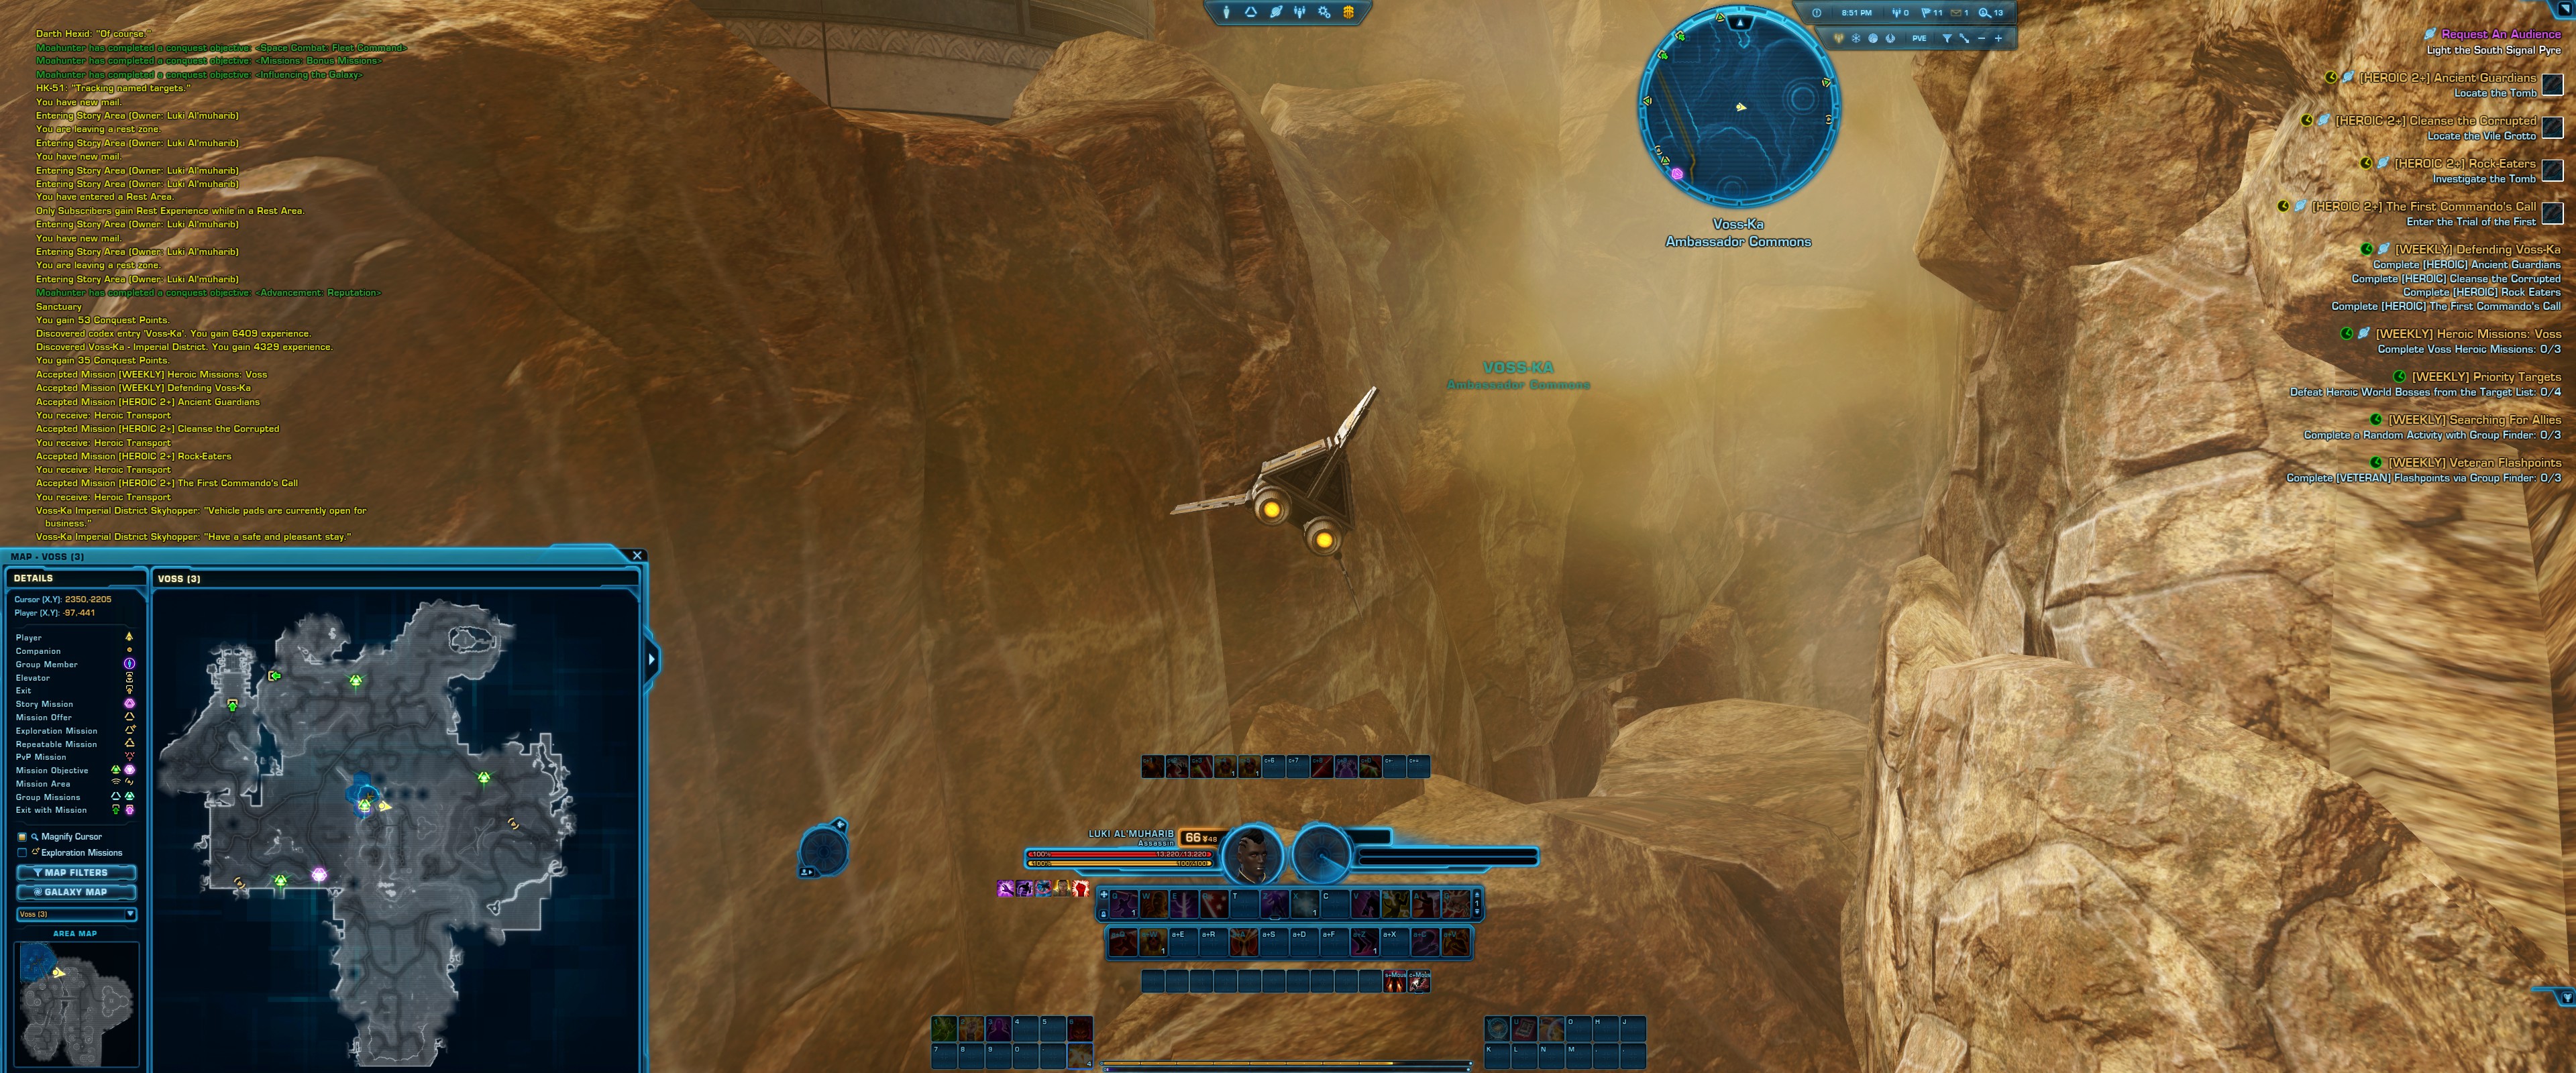 Darth Hexid: "Of course."
Moahunter has completed a conquest objective: <Space Combat: Fleet Command>
Moahunter has completed a conquest objective: <Missions: Bonus Missions>
Moahunter has completed a conquest objective: <Influencing the Galaxy>
HK-51: "Tracking named targets."
You have new mail.
Entering Story Area (Owner: Luki Al'muharib)
You are leaving a rest zone.
Entering Story Area (Owner: Luki Al'muharib)
You have new mail.
Entering Story Area (Owner: Luki Al'muharib)
Entering Story Area (Owner: Luki Al'muharib)
You have entered a Rest Area.
Only Subscribers gain Rest Experience while in a Rest Area.
Entering Story Area (Owner: Luki Al'muharib)
You have new mail.
Entering Story Area (Owner: Luki Al'muharib)
You are leaving a rest zone.
Entering Story Area (Owner: Luki Al'muharib)
Moahunter has completed a conquest objective: <Advancement: Reputation>
Sanctuary
You gain 53 Conquest Points.
Discovered codex entry 'Voss-Ka'. You gain 6409 experience.
Discovered Voss-Ka - Imperial District. You gain 4329 experience.
You gain 35 Conquest Points.
Accepted Mission [WEEKLY] Heroic Missions: Voss
Accepted Mission [WEEKLY] Defending Voss-Ka
Accepted Mission [HEROIC 2+] Ancient Guardians
You receive: Heroic Transport
Accepted Mission [HEROIC 2+] Cleanse the Corrupted
You receive: Heroic Transport
Accepted Mission [HEROIC 2+] Rock-Eaters
You receive: Heroic Transport
Accepted Mission [HEROIC 2+] The First Commando's Call
You receive: Heroic Transport
Voss-Ka Imperial District Skyhopper: "Vehicle pads are currently open for
business."
Voss-Ka Imperial District Skyhopper: "Have a safe and pleasant stay."
MAP - VOSS (3)
DETAILS
Cursor (X,Y): 2350,-2205
Player (X,Y): -97,-441
Player
Companion
Group Member
Elevator
Exit
Story Mission
Mission Offer
Exploration Mission
Repeatable Mission
PvP Mission
Mission Objective
Mission Area
Group Missions
Exit with Mission
Magnify Cursor
Exploration Missions
MAP FILTERS
GALAXY MAP
Voss (3)
AREA MAP
VOSS (3)
8:51 PM
0
11
1
13
PVE
Voss-Ka
Ambassador Commons
VOSS-KA
Ambassador Commons
Request An Audience
Light the South Signal Pyre
[HEROIC 2+] Ancient Guardians
Locate the Tomb
[HEROIC 2+] Cleanse the Corrupted
Locate the Vile Grotto
[HEROIC 2+] Rock-Eaters
Investigate the Tomb
[HEROIC 2+] The First Commando's Call
Enter the Trial of the First
[WEEKLY] Defending Voss-Ka
Complete [HEROIC] Ancient Guardians
Complete [HEROIC] Cleanse the Corrupted
Complete [HEROIC] Rock Eaters
Complete [HEROIC] The First Commando's Call
[WEEKLY] Heroic Missions: Voss
Complete Voss Heroic Missions: 0/3
[WEEKLY] Priority Targets
Defeat Heroic World Bosses from the Target List: 0/4
[WEEKLY] Searching For Allies
Complete a Random Activity with Group Finder: 0/3
[WEEKLY] Veteran Flashpoints
Complete [VETERAN] Flashpoints via Group Finder: 0/3
c+6 c+7
LUKI AL'MUHARIB
Assassin
66
48
100% 13,220/13,220
100% 100/100
T C
a+E a+R a+S a+D a+F a+X
4 5
7 8 9 0
O H J
K L N M